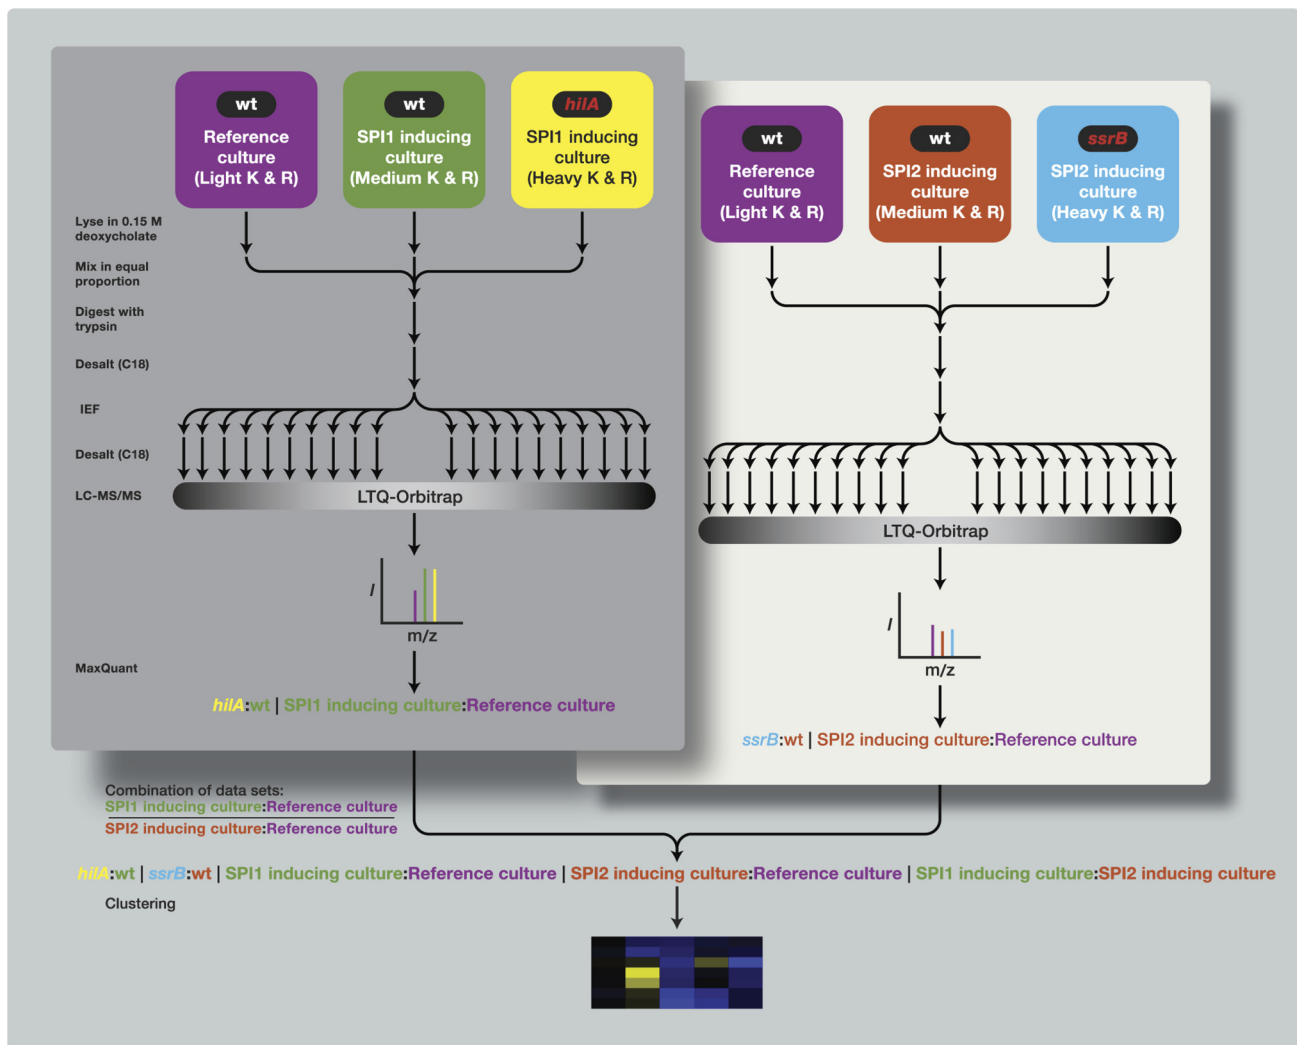 wt
Reference
culture
(Light K & R)
wt
SPI1 inducing
culture
(Medium K & R)
hilA
SPI1 inducing
culture
(Heavy K & R)
wt
Reference
culture
(Light K & R)
wt
SPI2 inducing
culture
(Medium K & R)
ssrB
SPI2 inducing
culture
(Heavy K & R)
Lyse in 0.15 M
deoxycholate
Mix in equal
proportion
Digest with
trypsin
Desalt (C18)
IEF
Desalt (C18)
LC-MS/MS
LTQ-Orbitrap
LTQ-Orbitrap
I
m/z
I
m/z
MaxQuant
hilA:wt | SPI1 inducing culture:Reference culture
ssrB:wt | SPI2 inducing culture:Reference culture
Combination of data sets:
SPI1 inducing culture:Reference culture
SPI2 inducing culture:Reference culture
hilA:wt | ssrB:wt | SPI1 inducing culture:Reference culture | SPI2 inducing culture:Reference culture | SPI1 inducing culture:SPI2 inducing culture
Clustering